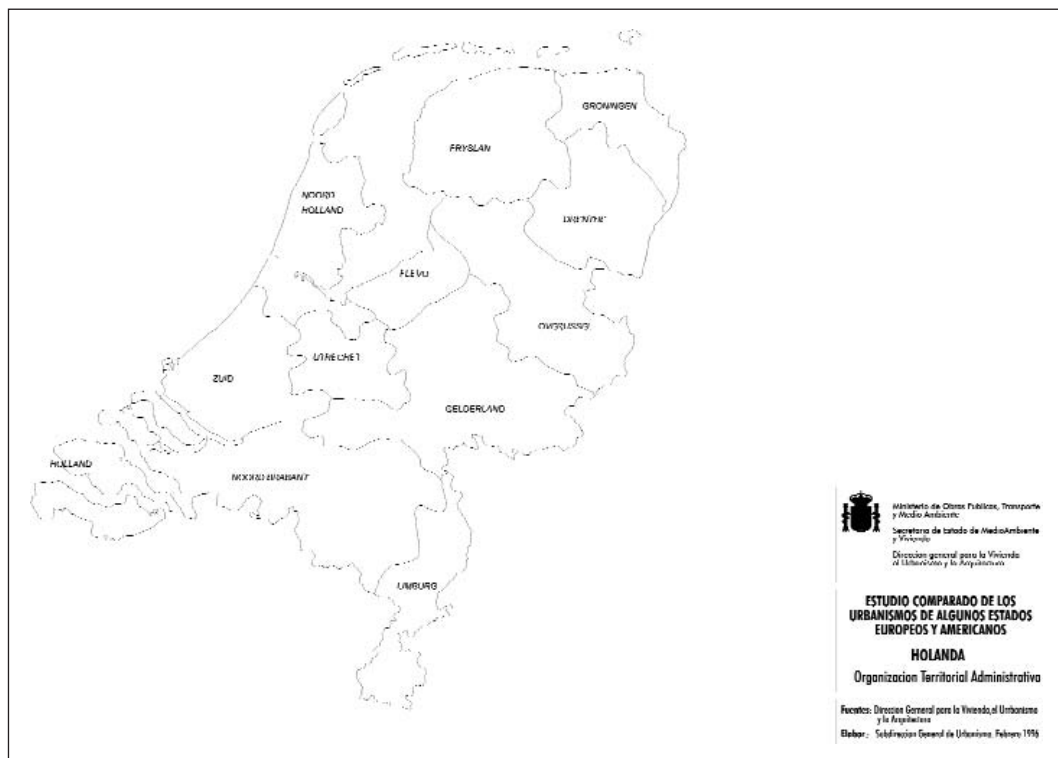 GRONINGEN
FRYSLAN
NOORD
HOLLAND
DRENTHE
FLEVO
OVERIJSSEL
UTRECHET
ZUID
GELDERLAND
HOLLAND
NOORD-BRABANT
LIMBURG
Ministerio de Obras Publicas, Transporte
y Medio Ambiente
Secretaria de Estado de MedioAmbiente
y Vivienda
Direccion general para la Vivienda
el Urbanismo y la Arquitectura
ESTUDIO COMPARADO DE LOS
URBANISMOS DE ALGUNOS ESTADOS
EUROPEOS Y AMERICANOS
HOLANDA
Organizacion Territorial Administrativa
Fuentes: Direccion Gemeral para la Vivienda,el Urrbanismo
y la Arquitectura
Elabor.: Subdireccion General de Urbanismo. Febrero 1996